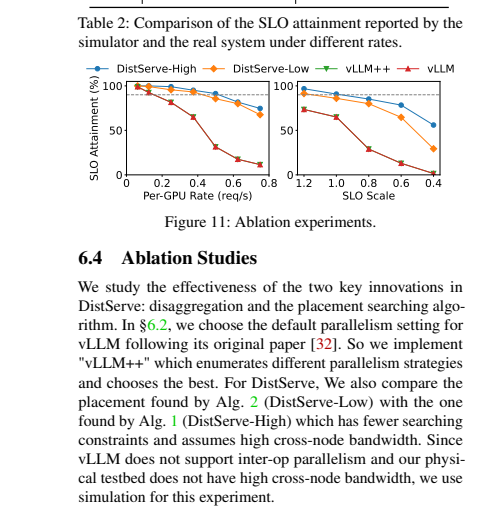 Table 2: Comparison of the SLO attainment reported by the
simulator and the real system under different rates.
DistServe-High DistServe-Low vLLM++ vLLM
SLO Attainment (%)
100
50
0
0 0.2 0.4 0.6 0.8
Per-GPU Rate (req/s)
100
50
0
1.2 1.0 0.8 0.6 0.4
SLO Scale
Figure 11: Ablation experiments.
6.4 Ablation Studies
We study the effectiveness of the two key innovations in
DistServe: disaggregation and the placement searching algo-
rithm. In §6.2, we choose the default parallelism setting for
vLLM following its original paper [32]. So we implement
"vLLM++" which enumerates different parallelism strategies
and chooses the best. For DistServe, We also compare the
placement found by Alg. 2 (DistServe-Low) with the one
found by Alg. 1 (DistServe-High) which has fewer searching
constraints and assumes high cross-node bandwidth. Since
vLLM does not support inter-op parallelism and our physi-
cal testbed does not have high cross-node bandwidth, we use
simulation for this experiment.